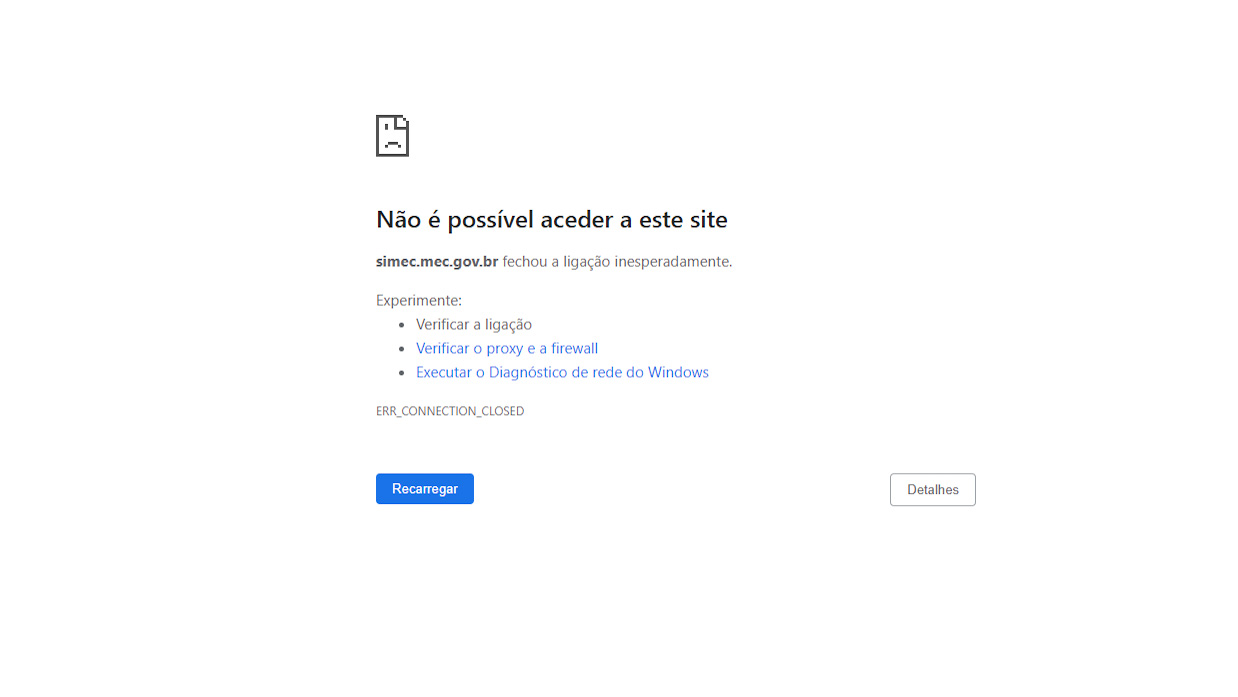 Não é possível aceder a este site
simec.mec.gov.br fechou a ligação inesperadamente.
Experimente:
Verificar a ligação
Verificar o proxy e a firewall
Executar o Diagnóstico de rede do Windows
ERR_CONNECTION_CLOSED
Recarregar
Detalhes